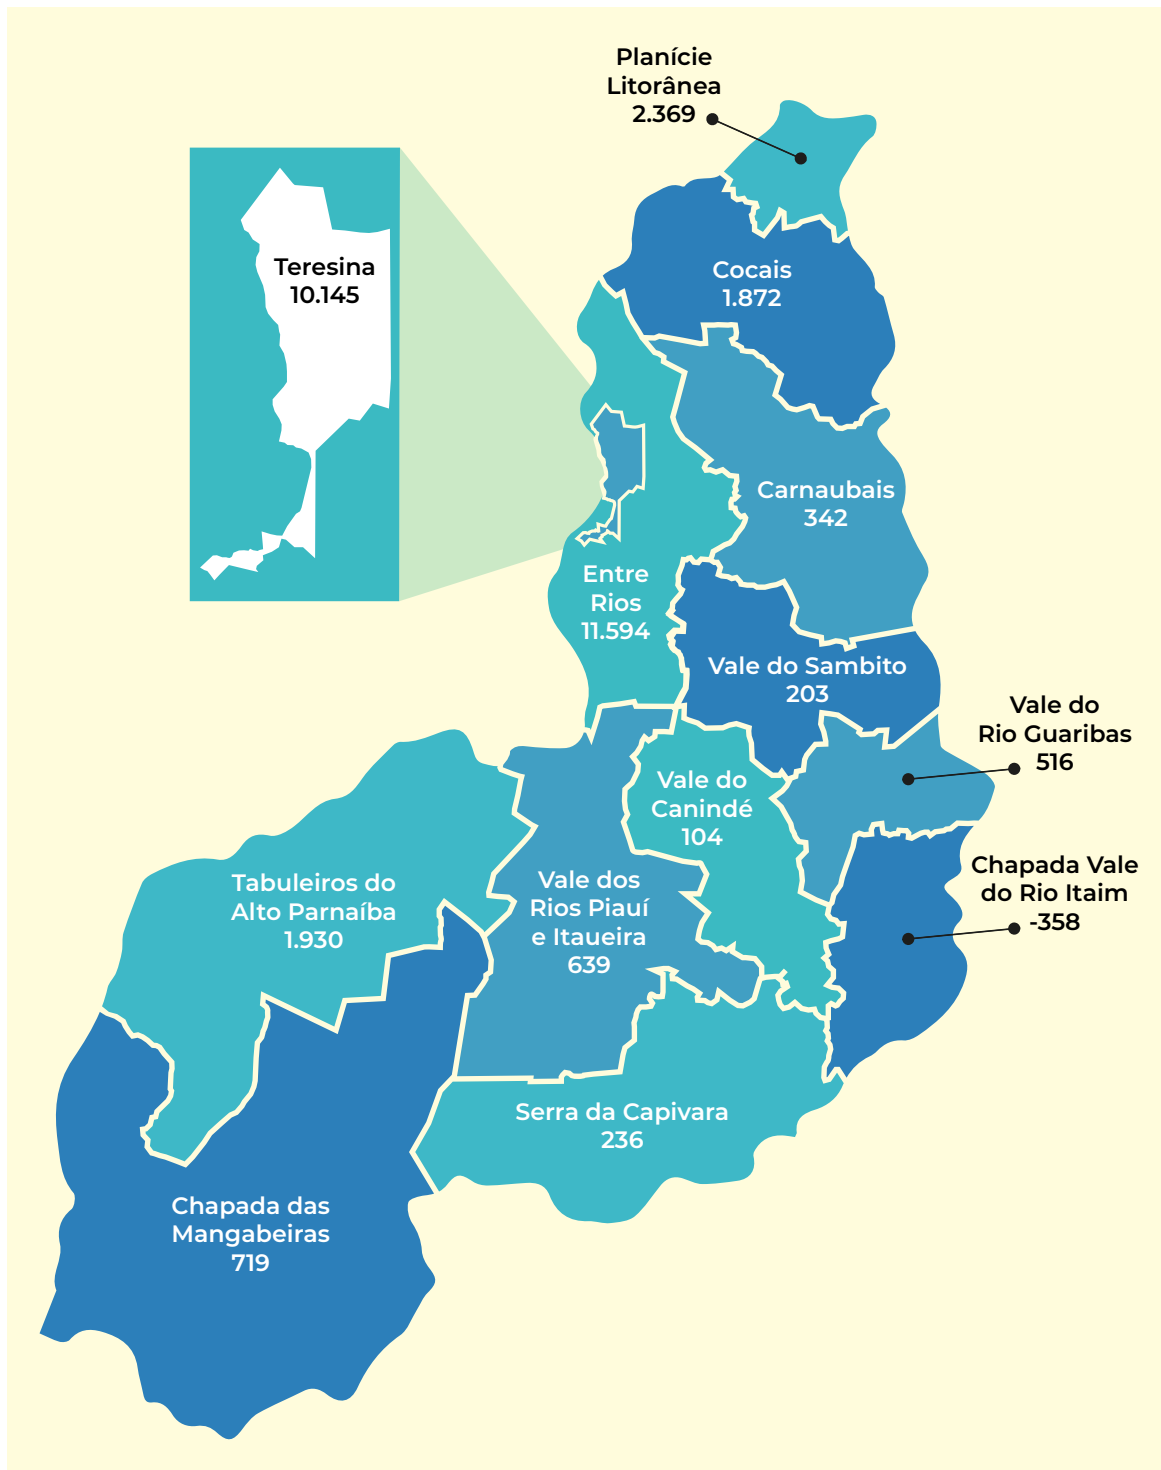 Planície
Litorânea
2.369
Teresina
10.145
Cocais
1.872
Carnaubais
342
Entre
Rios
11.594
Vale do Sambito
203
Vale do
Rio Guaribas
516
Vale do
Canindé
104
Chapada Vale
do Rio Itaim
-358
Tabuleiros do
Alto Parnaíba
1.930
Vale dos
Rios Piauí
e Itaueira
639
Serra da Capivara
236
Chapada das
Mangabeiras
719